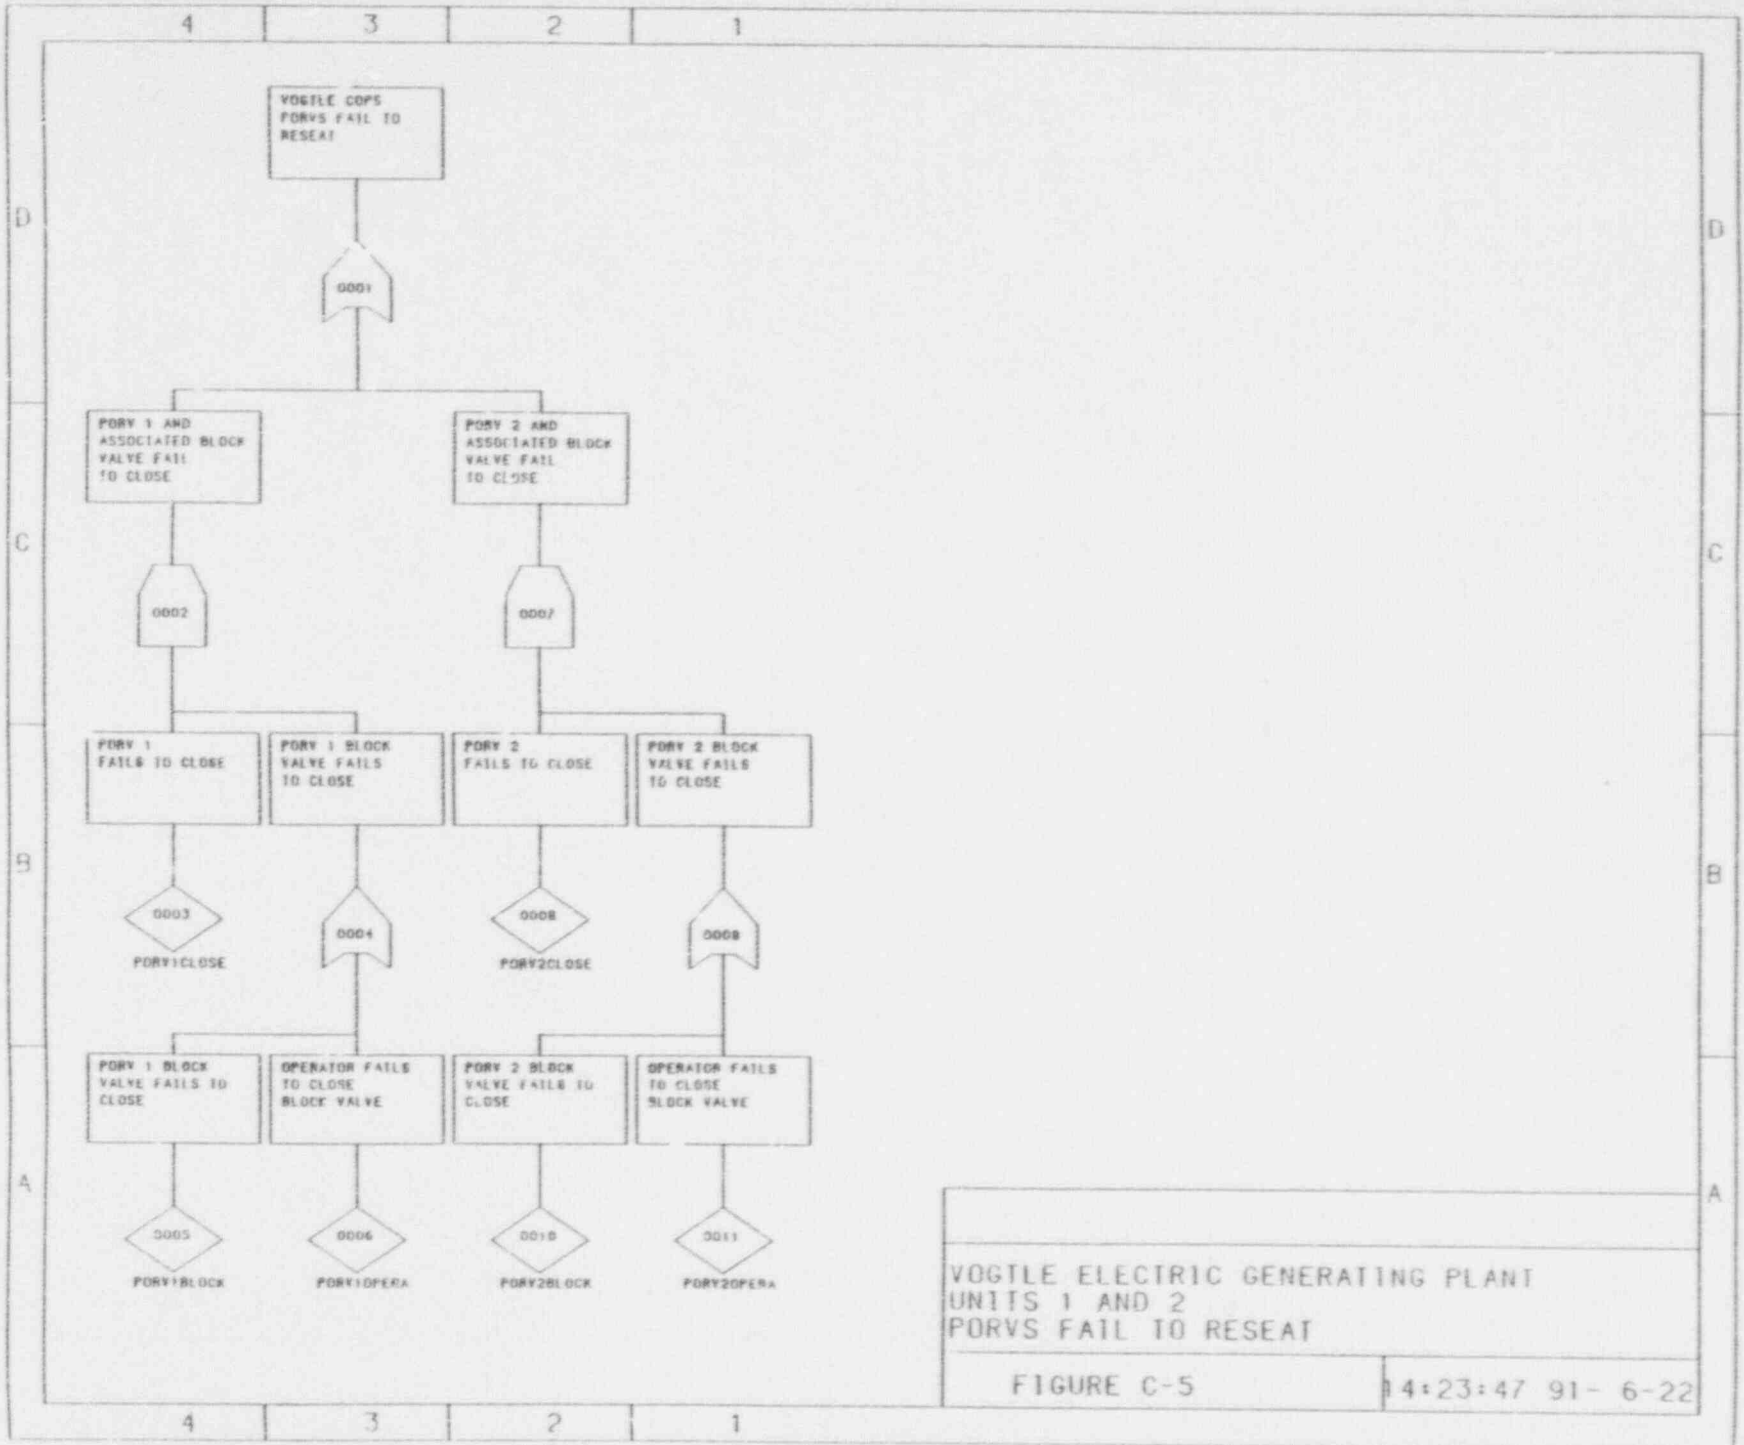 4 3 2 1
VOGTLE COPS
PORVS FAIL TO
RESEAT
D D
0001
PORV 1 AND
ASSOCIATED BLOCK
VALVE FAIL
TO CLOSE
PORV 2 AND
ASSOCIATED BLOCK
VALVE FAIL
TO CLOSE
C C
0002
0007
PORV 1
FAILS TO CLOSE
PORV 1 BLOCK
VALVE FAILS
TO CLOSE
PORV 2
FAILS TO CLOSE
PORV 2 BLOCK
VALVE FAILS
TO CLOSE
B B
0003
PORV1CLOSE
0004
0008
PORV2CLOSE
PORV 1 BLOCK
VALVE FAILS TO
CLOSE
OPERATOR FAILS
TO CLOSE
BLOCK VALVE
PORV 2 BLOCK
VALVE FAILS TO
CLOSE
OPERATOR FAILS
TO CLOSE
BLOCK VALVE
A A
0005
PORV1BLOCK
0006
PORV1OPERA
0010
PORV2BLOCK
0011
PORV2OPERA
VOGTLE ELECTRIC GENERATING PLANT
UNITS 1 AND 2
PORVS FAIL TO RESEAT
FIGURE C-5
14:23:47 91- 6-22
4 3 2 1